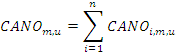 CANO_{m,u} = \sum_{i=1}^{n} CANO_{i,m,u}